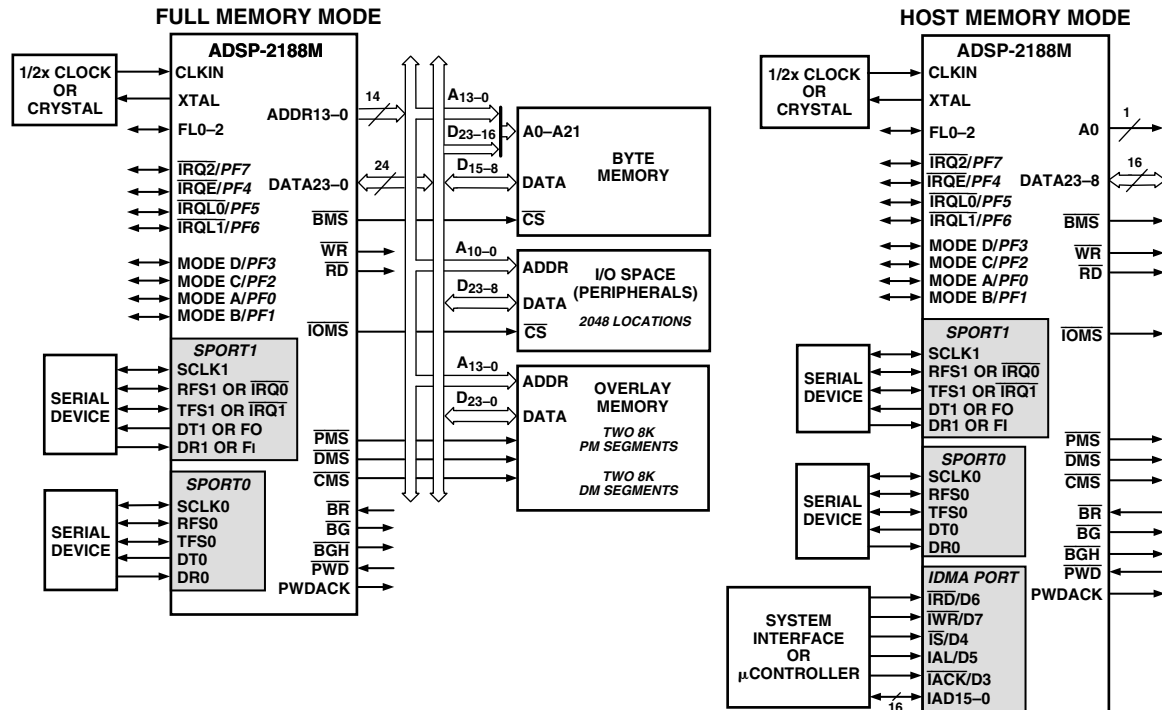 FULL MEMORY MODE
ADSP-2188M
1/2x CLOCK
OR
CRYSTAL
CLKIN
XTAL
FL0–2
IRQ2/PF7
IRQE/PF4
IRQL0/PF5
IRQL1/PF6
MODE D/PF3
MODE C/PF2
MODE A/PF0
MODE B/PF1
SERIAL
DEVICE
SPORT1
SCLK1
RFS1 OR IRQ0
TFS1 OR IRQ1
DT1 OR FO
DR1 OR FI
SERIAL
DEVICE
SPORT0
SCLK0
RFS0
TFS0
DT0
DR0
ADDR13–0
14
DATA23–0
24
BMS
WR
RD
IOMS
PMS
DMS
CMS
BR
BG
BGH
PWD
PWDACK
A13–0
D23–16
D15–8
A0–A21
DATA
CS
BYTE
MEMORY
A10–0
D23–8
ADDR
DATA
CS
I/O SPACE
(PERIPHERALS)
2048 LOCATIONS
A13–0
D23–0
ADDR
DATA
OVERLAY
MEMORY
TWO 8K
PM SEGMENTS
TWO 8K
DM SEGMENTS
HOST MEMORY MODE
ADSP-2188M
1/2x CLOCK
OR
CRYSTAL
CLKIN
XTAL
FL0–2
IRQ2/PF7
IRQE/PF4
IRQL0/PF5
IRQL1/PF6
MODE D/PF3
MODE C/PF2
MODE A/PF0
MODE B/PF1
SERIAL
DEVICE
SPORT1
SCLK1
RFS1 OR IRQ0
TFS1 OR IRQ1
DT1 OR FO
DR1 OR FI
SERIAL
DEVICE
SPORT0
SCLK0
RFS0
TFS0
DT0
DR0
SYSTEM
INTERFACE
OR
μCONTROLLER
IDMA PORT
IRD/D6
IWR/D7
IS/D4
IAL/D5
IACK/D3
IAD15–0
16
A0
1
DATA23–8
16
BMS
WR
RD
IOMS
PMS
DMS
CMS
BR
BG
BGH
PWD
PWDACK